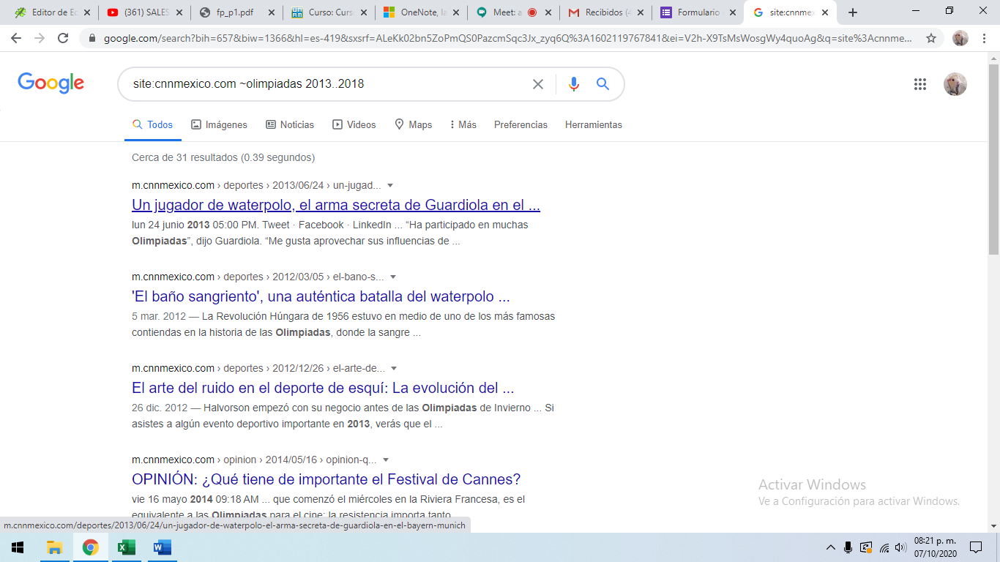 Editor de Ec
(361) SALES
fp_p1.pdf
Curso: Curs
OneNote, la
Meet: a
Recibidos (4
Formulario
site:cnnmex
google.com/search?bih=657&biw=1366&hl=es-419&sxsrf=ALeKk02bn5ZoPmQS0PazcmSqc3Jx_zyq6Q%3A1602119767841&ei=V2h-X9TsMsWosgWy4quoAg&q=site%3Acnnme...
Google
site:cnnmexico.com ~olimpiadas 2013..2018
Todos Imágenes Noticias Videos Maps Más Preferencias Herramientas
Cerca de 31 resultados (0.39 segundos)
m.cnnmexico.com › deportes › 2013/06/24 › un-jugad...
Un jugador de waterpolo, el arma secreta de Guardiola en el ...
lun 24 junio 2013 05:00 PM. Tweet · Facebook · LinkedIn ... “Ha participado en muchas
Olimpiadas”, dijo Guardiola. “Me gusta aprovechar sus influencias de ...
m.cnnmexico.com › deportes › 2012/03/05 › el-bano-s...
'El baño sangriento', una auténtica batalla del waterpolo ...
5 mar. 2012 — La Revolución Húngara de 1956 estuvo en medio de uno de los más famosas
contiendas en la historia de las Olimpiadas, donde la sangre ...
m.cnnmexico.com › deportes › 2012/12/26 › el-arte-de...
El arte del ruido en el deporte de esquí: La evolución del ...
26 dic. 2012 — Halvorson empezó con su negocio antes de las Olimpiadas de Invierno ... Si
asistes a algún evento deportivo importante en 2013, verás que el ...
m.cnnmexico.com › opinion › 2014/05/16 › opinion-q...
OPINIÓN: ¿Qué tiene de importante el Festival de Cannes?
vie 16 mayo 2014 09:18 AM ... que comenzó el miércoles en la Riviera Francesa, es el
equivalente a las Olimpiadas para el cine: la resistencia importa tanto
Activar Windows
Ve a Configuración para activar Windows.
m.cnnmexico.com/deportes/2013/06/24/un-jugador-de-waterpolo-el-arma-secreta-de-guardiola-en-el-bayern-munich
08:21 p. m.
07/10/2020